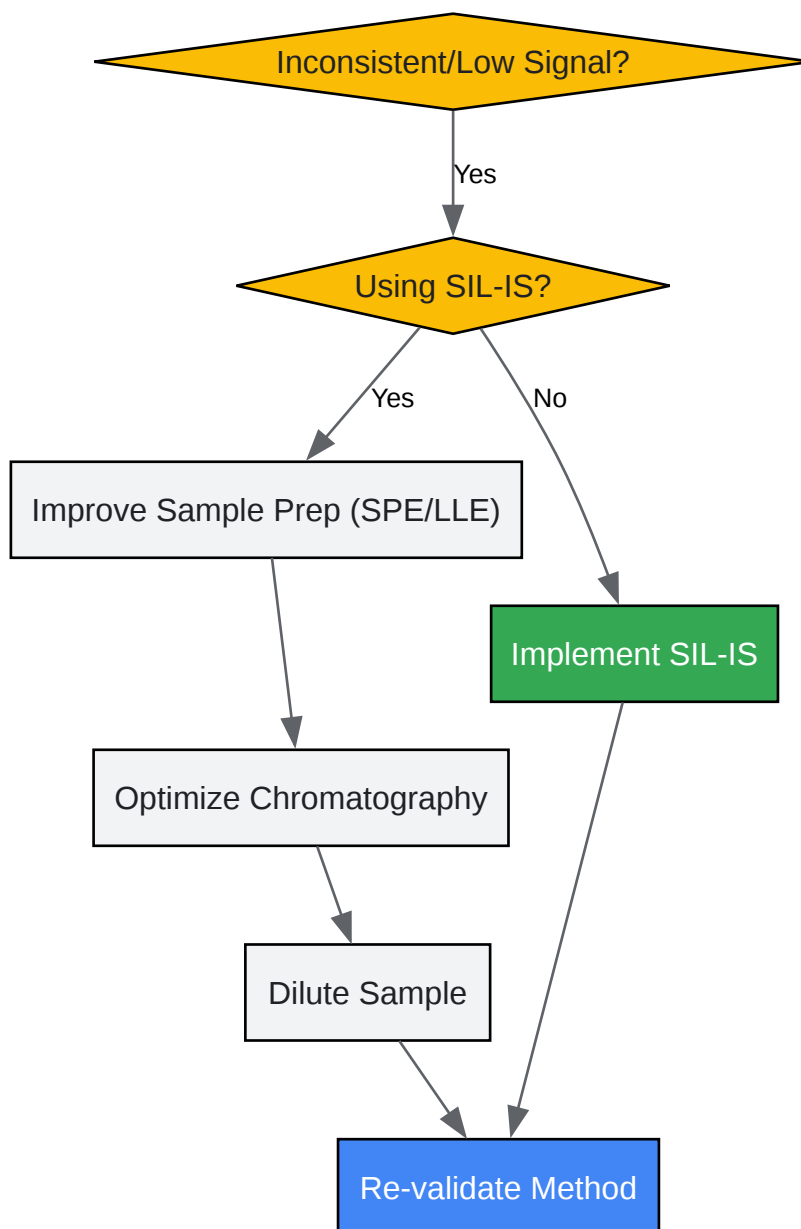 Inconsistent/Low Signal?
Yes
Using SIL-IS?
Yes
No
Improve Sample Prep (SPE/LLE)
Implement SIL-IS
Optimize Chromatography
Dilute Sample
Re-validate Method